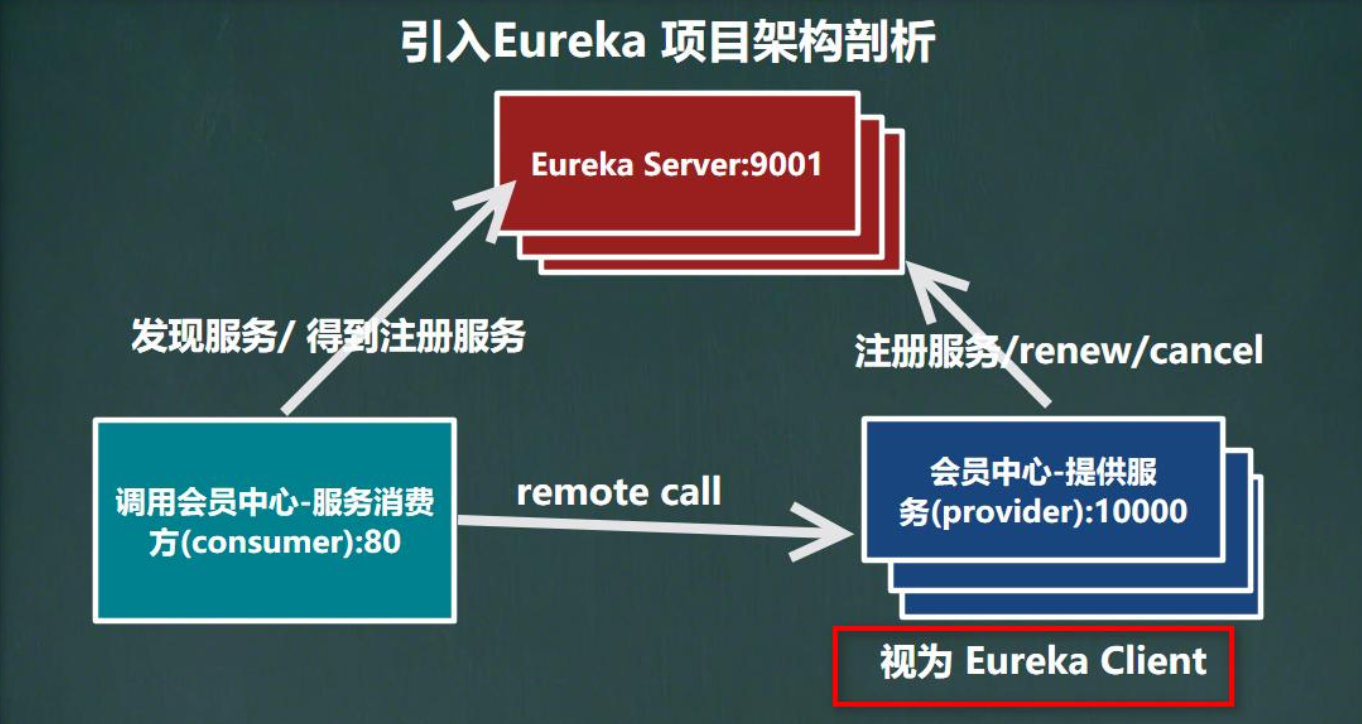 引入Eureka 项目架构剖析
Eureka Server:9001
发现服务/ 得到注册服务
注册服务/renew/cancel
调用会员中心-服务消费
方(consumer):80
remote call
会员中心-提供服
务(provider):10000
视为 Eureka Client